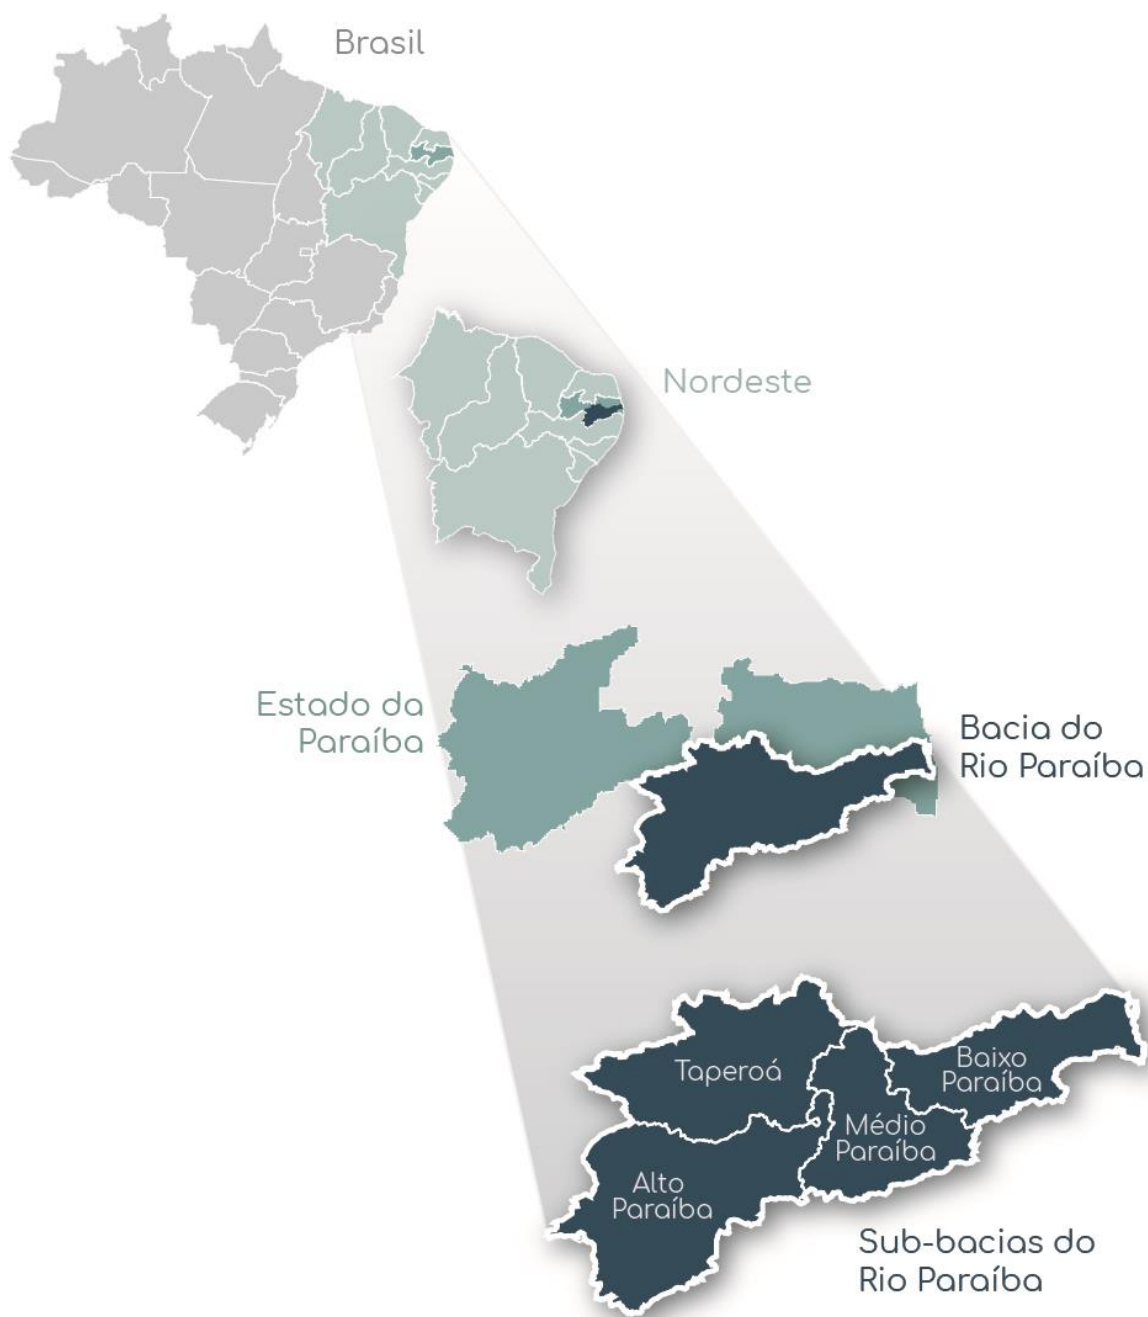 Brasil
Nordeste
Estado da
Paraíba
Bacia do
Rio Paraíba
Taperoá
Baixo
Paraíba
Médio
Paraíba
Alto
Paraíba
Sub-bacias do
Rio Paraíba